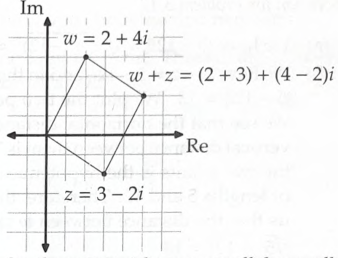 Im
w = 2 + 4i
w + z = (2 + 3) + (4 − 2)i
Re
z = 3 − 2i